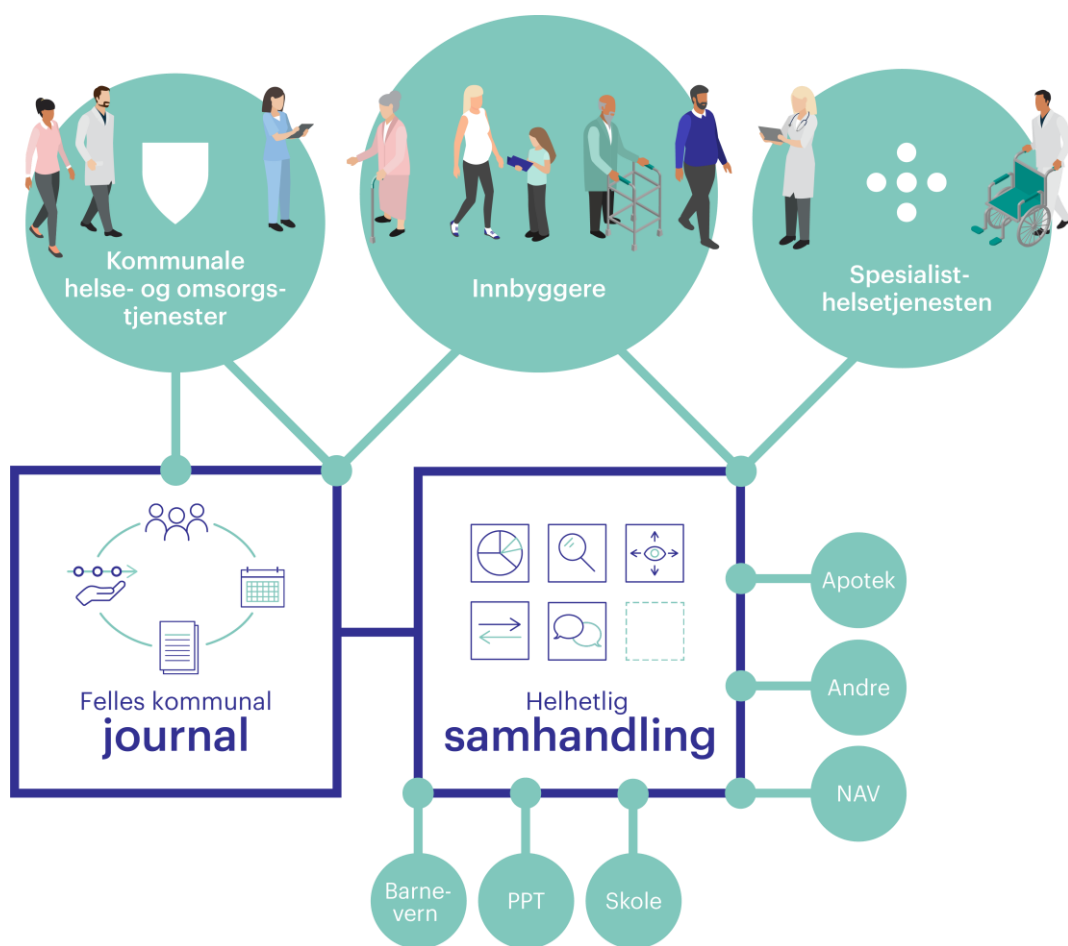 Kommunale
helse- og omsorgs-
tjenester
Innbyggere
Spesialist-
helsetjenesten
Felles kommunal
journal
Helhetlig
samhandling
Apotek
Andre
NAV
Barne-
vern
PPT
Skole